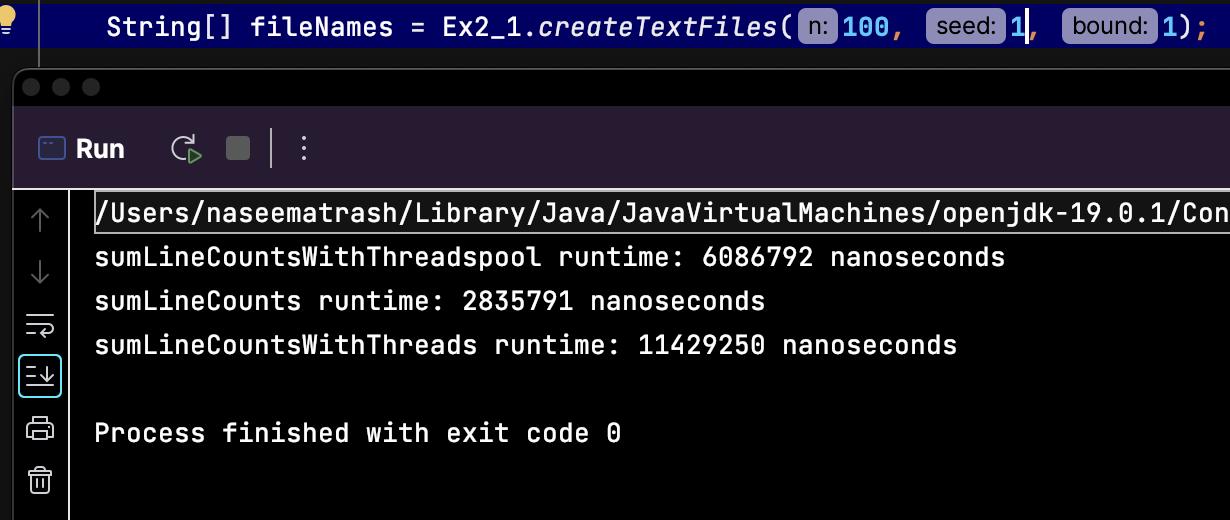 String[] fileNames = Ex2_1.createTextFiles( n: 100, seed: 1, bound: 1);
Run
/Users/naseematrash/Library/Java/JavaVirtualMachines/openjdk-19.0.1/Con
sumLineCountsWithThreadspool runtime: 6086792 nanoseconds
sumLineCounts runtime: 2835791 nanoseconds
sumLineCountsWithThreads runtime: 11429250 nanoseconds
Process finished with exit code 0